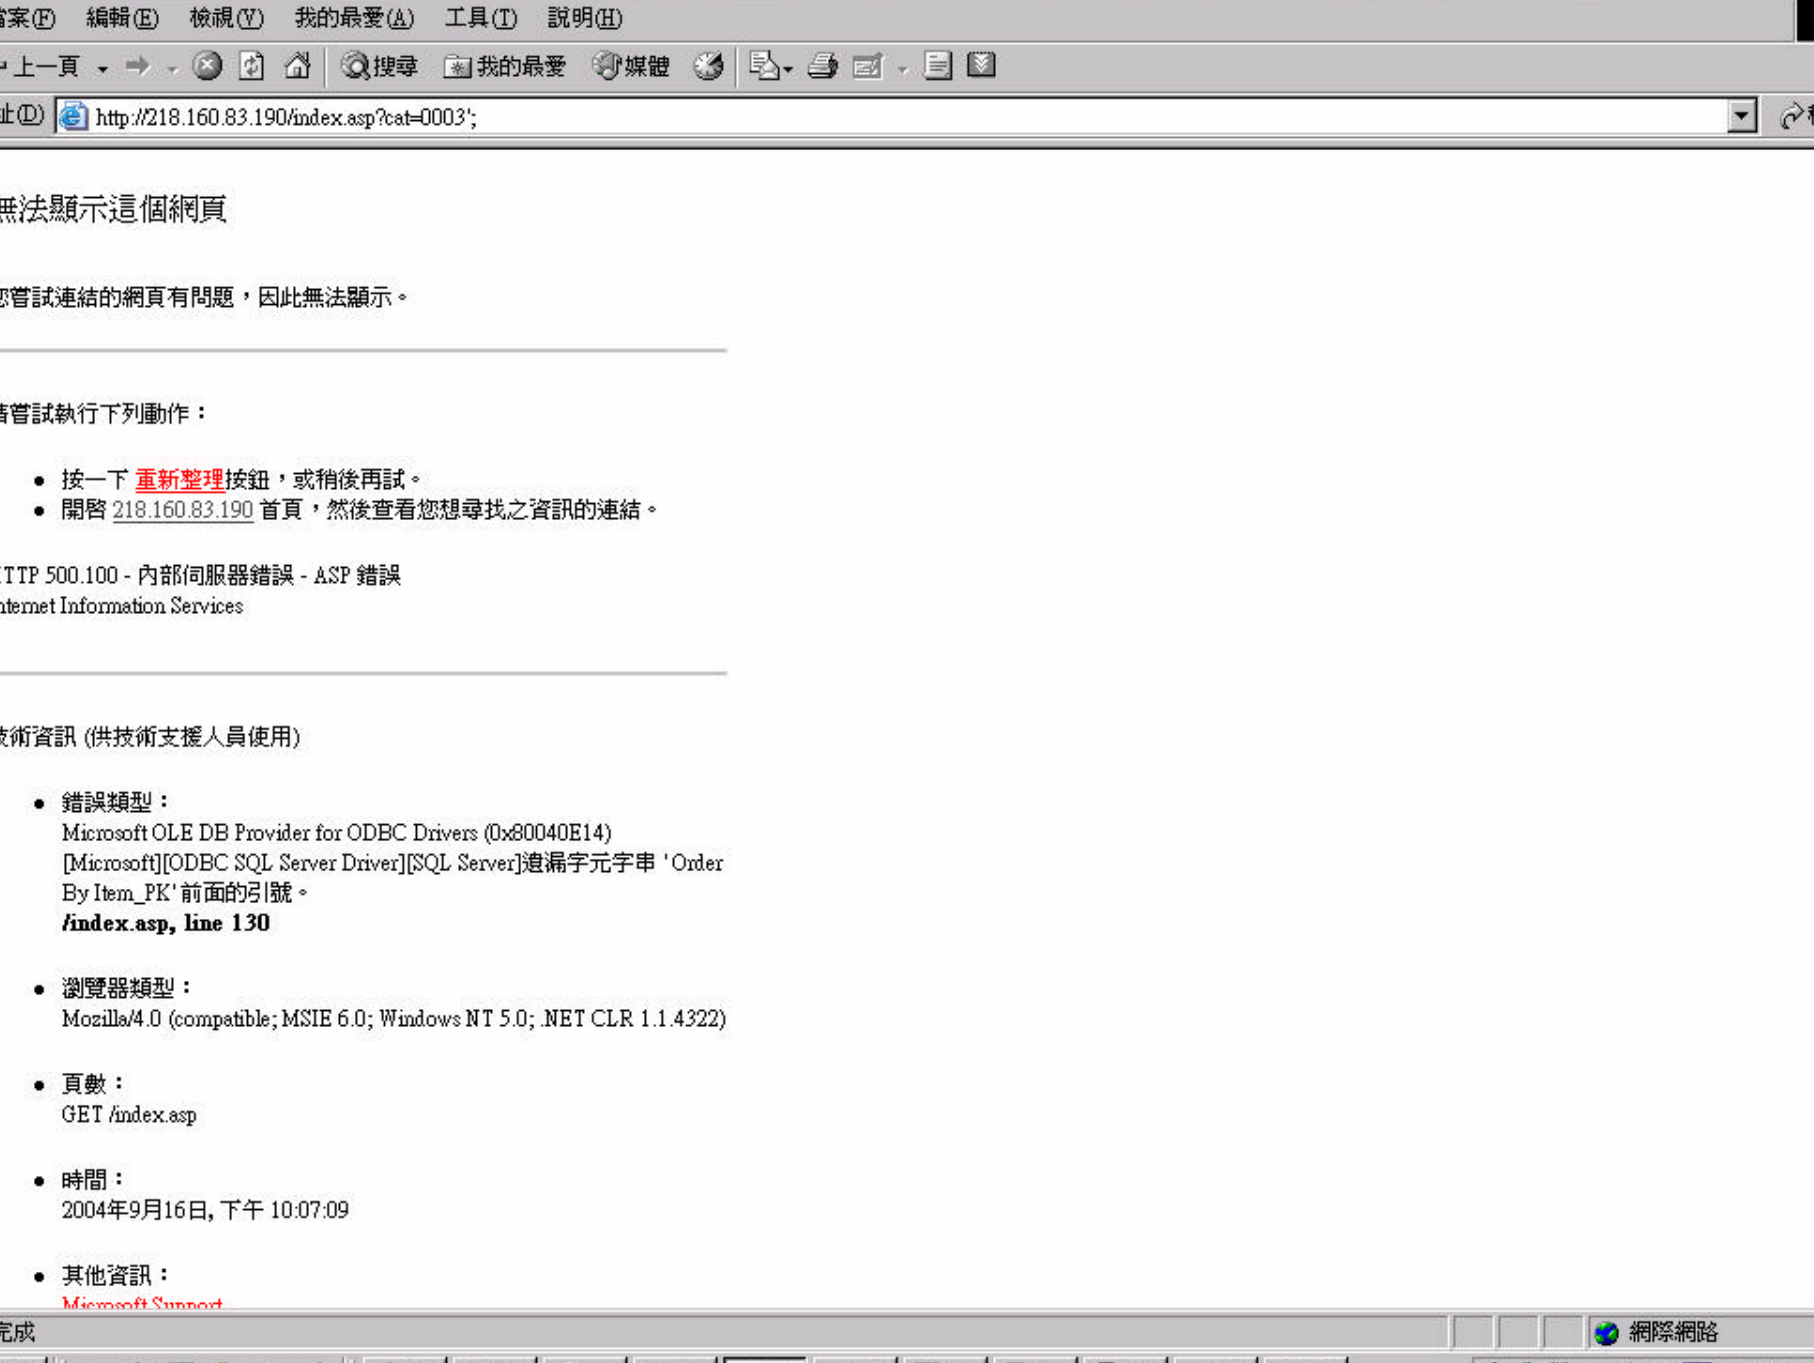 案(F) 編輯(E) 檢視(V) 我的最愛(A) 工具(T) 說明(H)
上一頁 搜尋 我的最愛 媒體
址(D) http://218.160.83.190/index.asp?cat=0003';
無法顯示這個網頁
您嘗試連結的網頁有問題，因此無法顯示。
請嘗試執行下列動作：
● 按一下 重新整理按鈕，或稍後再試。
● 開啓 218.160.83.190 首頁，然後查看您想尋找之資訊的連結。
HTTP 500.100 - 內部伺服器錯誤 - ASP 錯誤
Internet Information Services
技術資訊 (供技術支援人員使用)
● 錯誤類型：
Microsoft OLE DB Provider for ODBC Drivers (0x80040E14)
[Microsoft][ODBC SQL Server Driver][SQL Server]遺漏字元字串 'Order
By Item_PK' 前面的引號。
/index.asp, line 130
● 瀏覽器類型：
Mozilla/4.0 (compatible; MSIE 6.0; Windows NT 5.0; .NET CLR 1.1.4322)
● 頁數：
GET /index.asp
● 時間：
2004年9月16日, 下午 10:07:09
● 其他資訊：
Microsoft Support
完成 網際網路